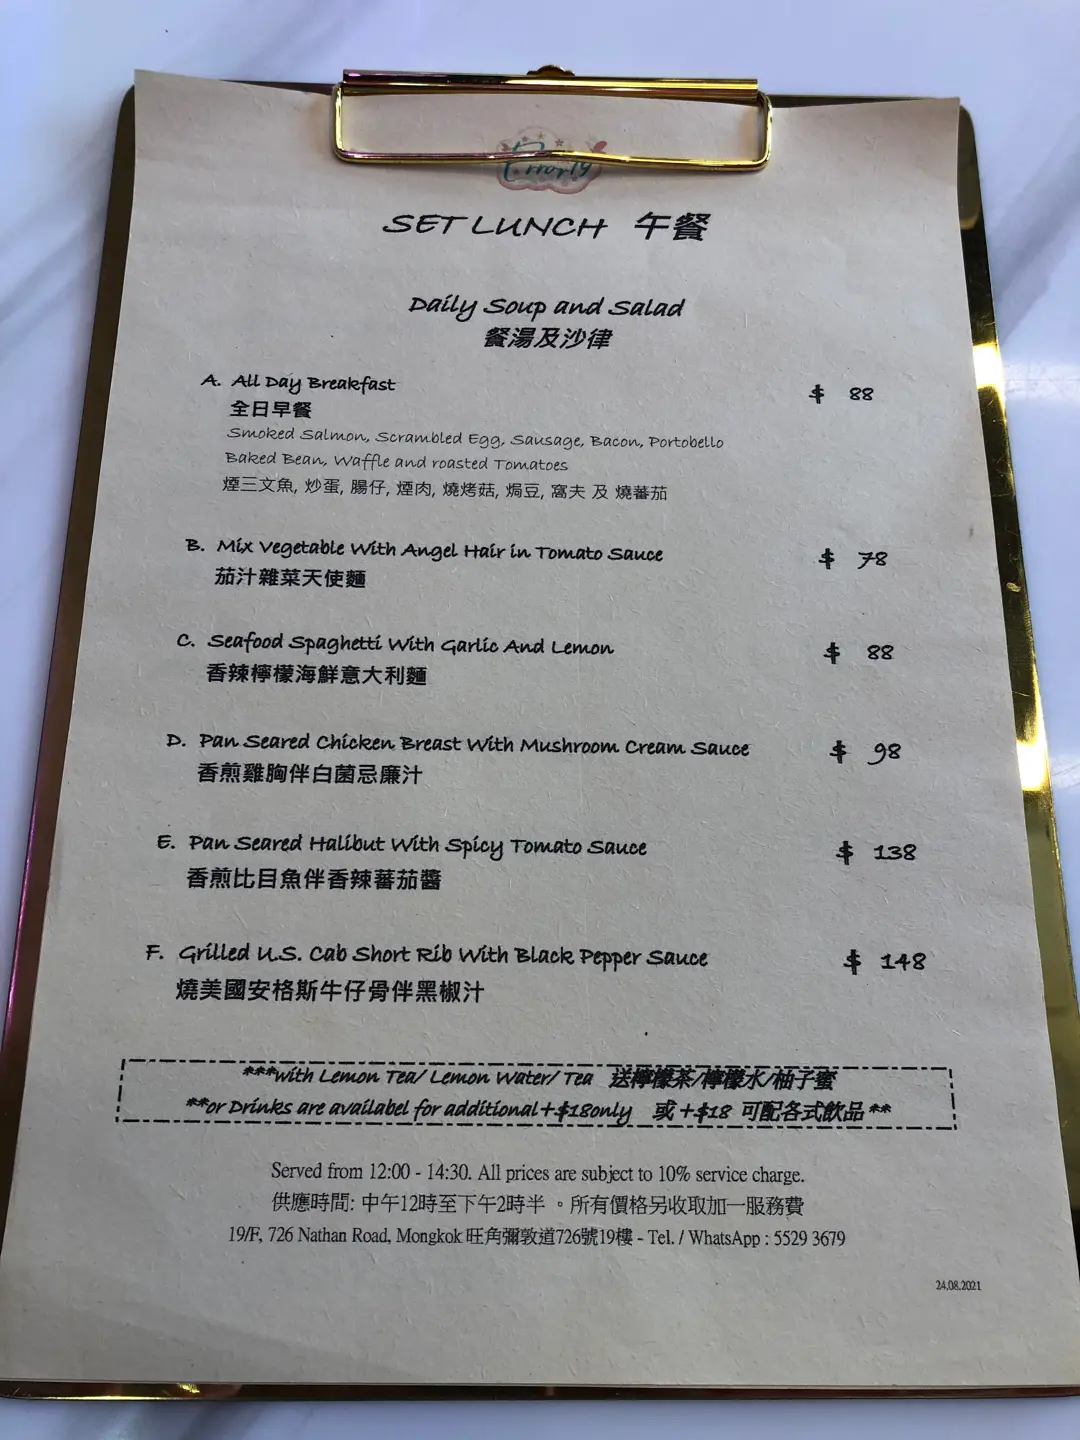 SET LUNCH 午餐
Daily Soup and Salad
餐湯及沙律
A. All Day Breakfast $ 88
全日早餐
Smoked Salmon, Scrambled Egg, Sausage, Bacon, Portobello
Baked Bean, Waffle and roasted Tomatoes
煙三文魚, 炒蛋, 腸仔, 煙肉, 燒烤菇, 焗豆, 窩夫 及 燒蕃茄
B. Mix Vegetable With Angel Hair in Tomato Sauce $ 78
茄汁雜菜天使麵
C. Seafood Spaghetti With Garlic And Lemon $ 88
香辣檸檬海鮮意大利麵
D. Pan Seared Chicken Breast With Mushroom Cream Sauce $ 98
香煎雞胸伴白菌忌廉汁
E. Pan Seared Halibut With Spicy Tomato Sauce $ 138
香煎比目魚伴香辣蕃茄醬
F. Grilled U.S. Cab Short Rib With Black Pepper Sauce $ 148
燒美國安格斯牛仔骨伴黑椒汁
***with Lemon Tea/ Lemon Water/ Tea 送檸檬茶/檸檬水/柚子蜜
**or Drinks are availabel for additional+$18only 或+$18 可配各式飲品**
Served from 12:00 - 14:30. All prices are subject to 10% service charge.
供應時間: 中午12時至下午2時半 。所有價格另收取加一服務費
19/F, 726 Nathan Road, Mongkok 旺角彌敦道726號19樓 - Tel. / WhatsApp : 5529 3679
24.08.2021